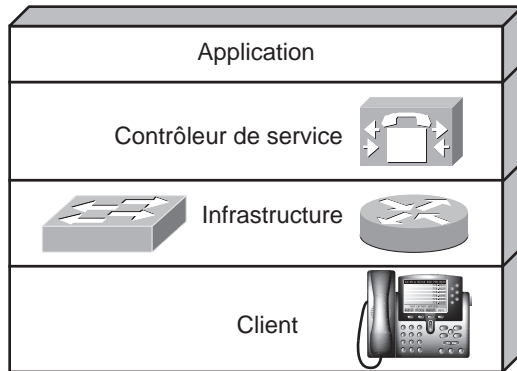 Application
Contrôleur de service
Infrastructure
Client